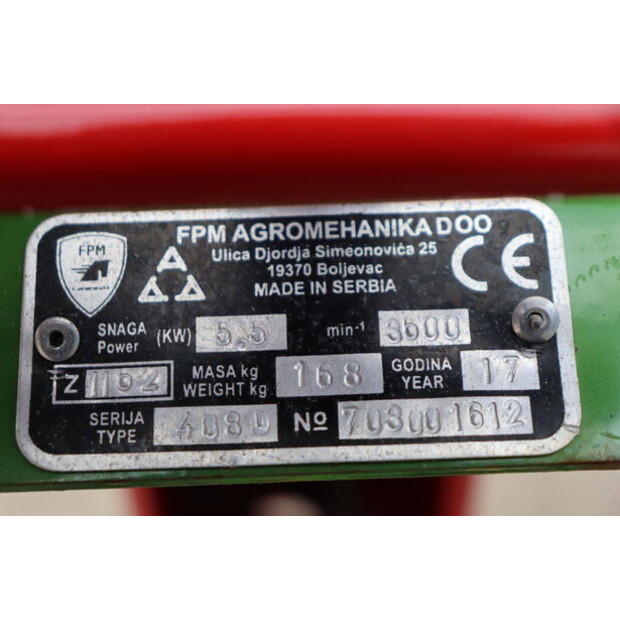 FPM
FPM AGROMEHANIKA DOO
Ulica Djordja Simeonovića 25
19370 Boljevac
MADE IN SERBIA
CE
SNAGA Power (KW) 5,5 min-1 3600
Z 1192 MASA kg WEIGHT kg 168 GODINA YEAR 17
SERIJA TYPE 408D No 703001612